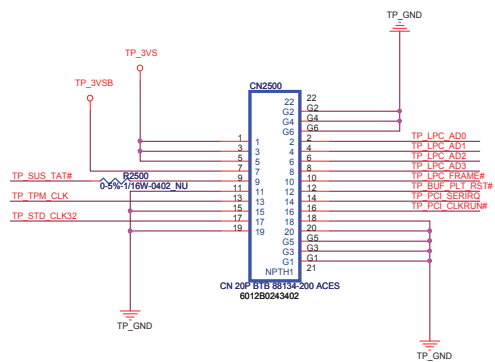 TP_GND
TP_3VS
TP_3VSB
CN2500
22 22
G2 G2
G4 G4
G6 G6
1 1 2 2 TP_LPC_AD0
3 3 4 4 TP_LPC_AD1
5 5 6 6 TP_LPC_AD2
7 7 8 8 TP_LPC_AD3
TP_SUS_TAT# R2500 9 9 10 10 TP_LPC_FRAME#
0-5%-1/16W-0402_NU 11 11 12 12 TP_BUF_PLT_RST#
TP_TPM_CLK 13 13 14 14 TP_PCI_SERIRQ
15 15 16 16 TP_PCI_CLKRUN#
TP_STD_CLK32 17 17 18 18
19 19 20 20
G5 G5
G3 G3
G1 G1
NPTH1 21
CN 20P BTB 88134-200 ACES
6012B0243402
TP_GND
TP_GND